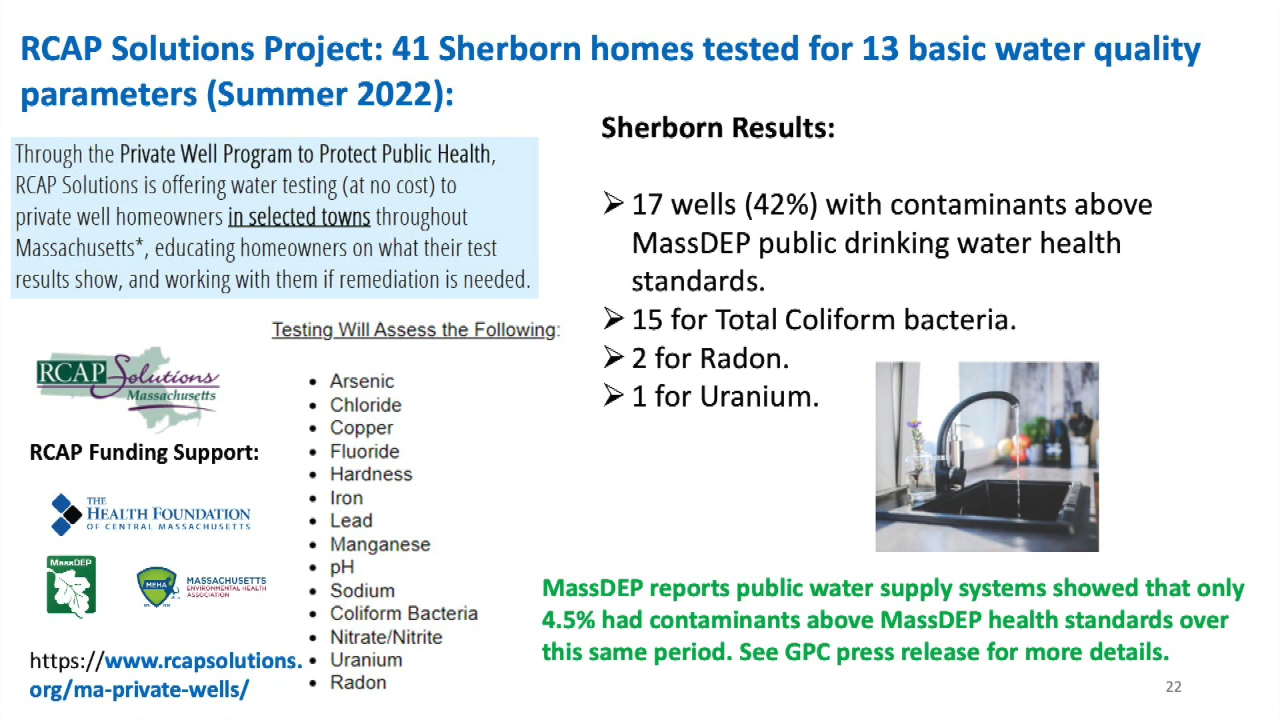 RCAP Solutions Project: 41 Sherborn homes tested for 13 basic water quality
parameters (Summer 2022):
Through the Private Well Program to Protect Public Health,
RCAP Solutions is offering water testing (at no cost) to
private well homeowners in selected towns throughout
Massachusetts*, educating homeowners on what their test
results show, and working with them if remediation is needed.
Testing Will Assess the Following:
• Arsenic
• Chloride
• Copper
• Fluoride
• Hardness
• Iron
• Lead
• Manganese
• pH
• Sodium
• Coliform Bacteria
• Nitrate/Nitrite
• Uranium
• Radon
RCAP Solutions
Massachusetts
RCAP Funding Support:
THE
HEALTH FOUNDATION
OF CENTRAL MASSACHUSETTS
MassDEP
MEHA
MASSACHUSETTS
ENVIRONMENTAL HEALTH
ASSOCIATION
https://www.rcapsolutions.
org/ma-private-wells/
Sherborn Results:
➢ 17 wells (42%) with contaminants above
MassDEP public drinking water health
standards.
➢ 15 for Total Coliform bacteria.
➢ 2 for Radon.
➢ 1 for Uranium.
MassDEP reports public water supply systems showed that only
4.5% had contaminants above MassDEP health standards over
this same period. See GPC press release for more details.
22